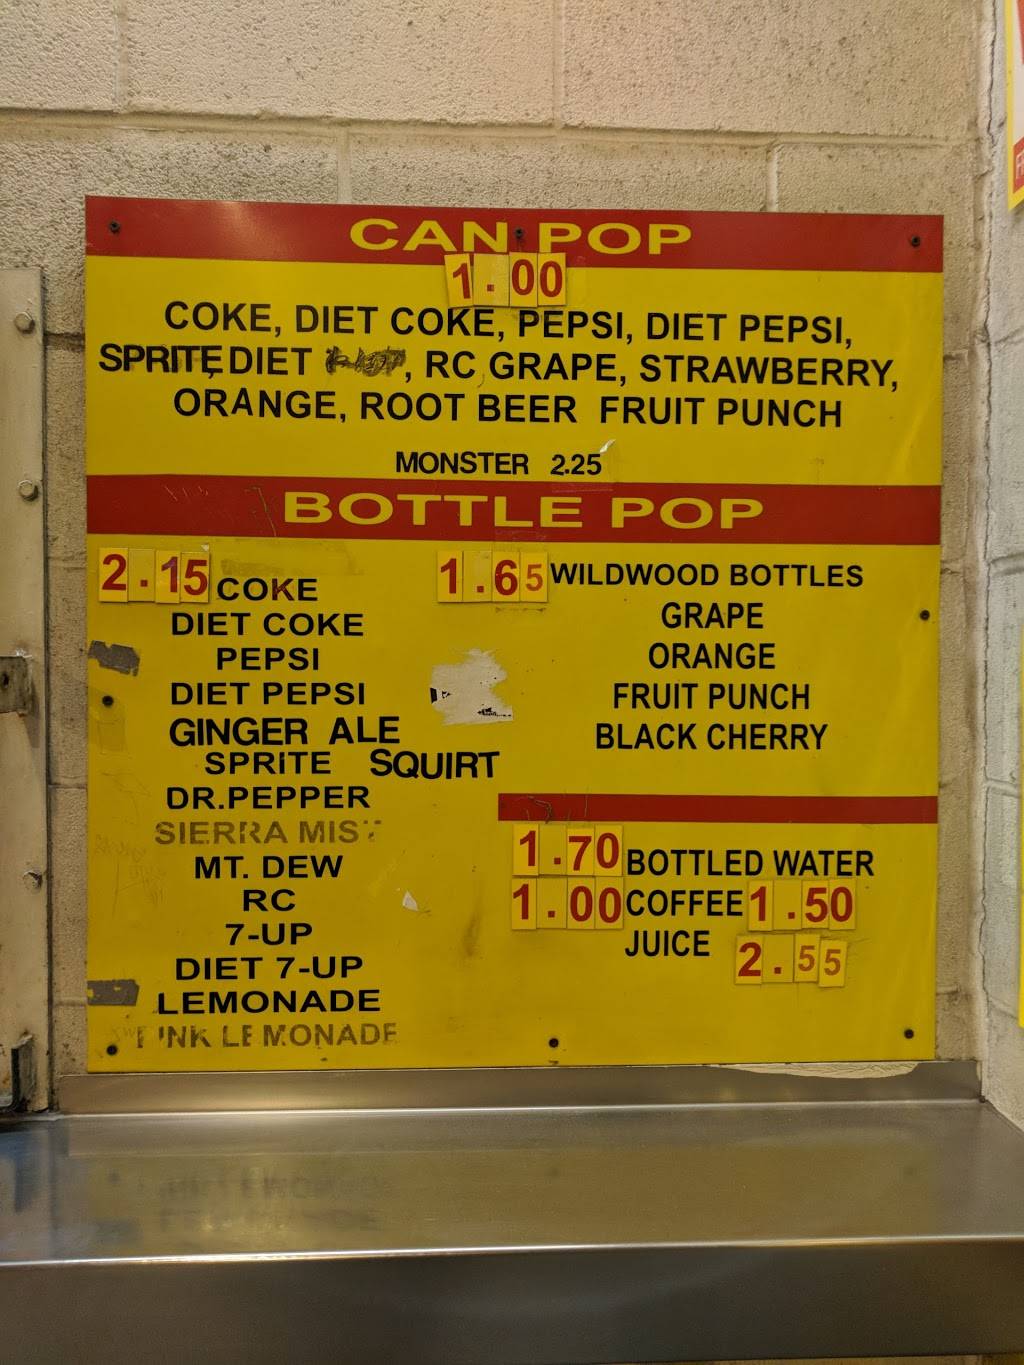 CAN POP
1.00
COKE, DIET COKE, PEPSI, DIET PEPSI,
SPRITE, DIET , RC GRAPE, STRAWBERRY,
ORANGE, ROOT BEER FRUIT PUNCH
MONSTER 2.25
BOTTLE POP
2.15 COKE
DIET COKE
PEPSI
DIET PEPSI
GINGER ALE
SPRITE SQUIRT
DR.PEPPER
SIERRA MIST
MT. DEW
RC
7-UP
DIET 7-UP
LEMONADE
PINK LEMONADE
1.65 WILDWOOD BOTTLES
GRAPE
ORANGE
FRUIT PUNCH
BLACK CHERRY
1.70 BOTTLED WATER
1.00 COFFEE 1.50
JUICE 2.55